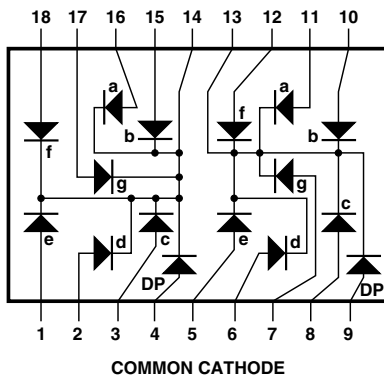 18 17 16 15 14 13 12 11 10
a a
b f b
f
g g
c
e c e
d d
DP DP
1 2 3 4 5 6 7 8 9
COMMON CATHODE